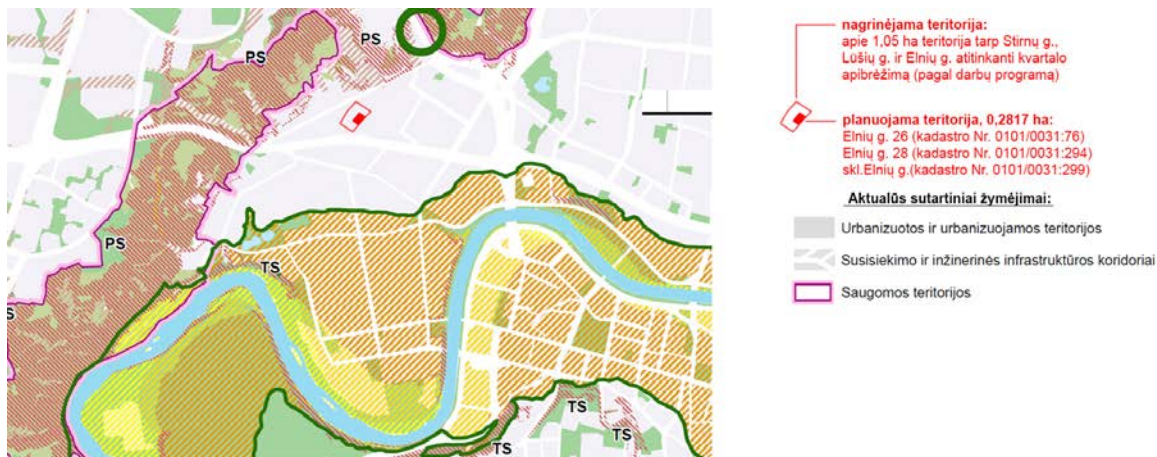 PS
PS
PS
S
TS
TS
TS
TS
nagrinėjama teritorija:
apie 1,05 ha teritorija tarp Stirnų g.,
Lūšių g. ir Elnių g. atitinkanti kvartalo
apibrėžimą (pagal darbų programą)
planuojama teritorija, 0,2817 ha:
Elnių g. 26 (kadastro Nr. 0101/0031:76)
Elnių g. 28 (kadastro Nr. 0101/0031:294)
skl.Elnių g.(kadastro Nr. 0101/0031:299)
Aktualūs sutartiniai žymėjimai:
Urbanizuotos ir urbanizuojamos teritorijos
Susisiekimo ir inžinerinės infrastruktūros koridoriai
Saugomos teritorijos